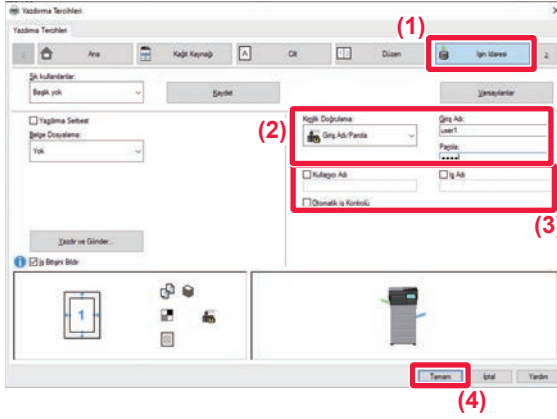 Yazdırma Tercihleri
(1)
Yazdırma Tercihleri
Ana
Kağıt Kaynağı
Cilt
Düzen
İşin İdaresi
Sık kullanılanlar:
Başlık yok
Kaydet
Varsayılanlar
(2)
Yazdırma Serbest
Belge Dosyalama:
Yok
Kimlik Doğrulama:
Giriş Adı/Parola
Giriş Adı:
user1
Parola:
••••
Kullanıcı Adı
İş Adı
Otomatik iş Kontrolü
(3)
Yazdır ve Gönder...
İş Bitişini Bildir
1
Tamam
İptal
Yardım
(4)